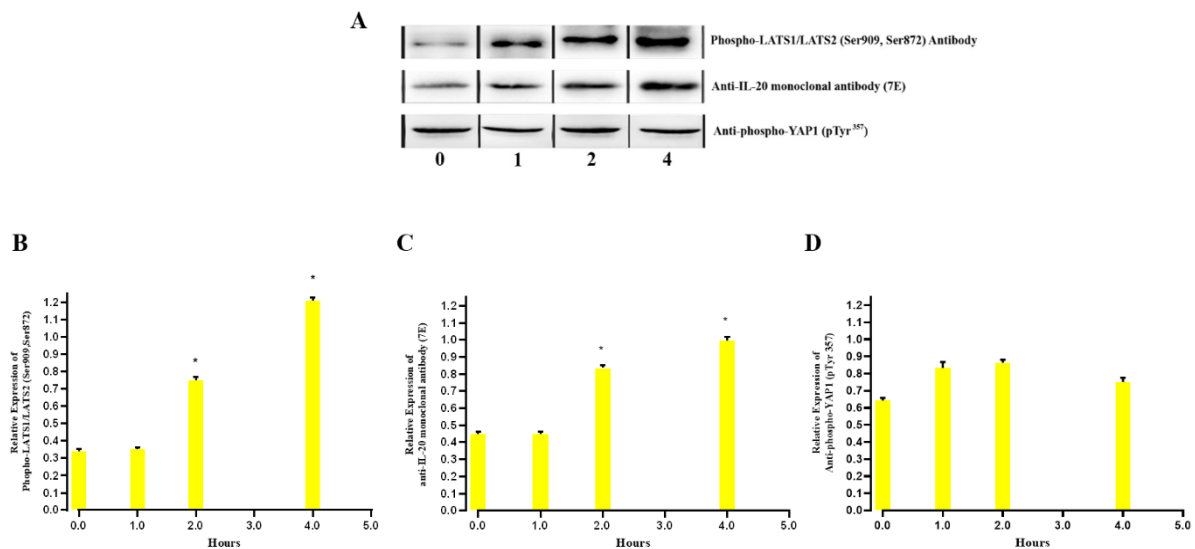 A
Phospho-LATS1/LATS2 (Ser909, Ser872) Antibody
Anti-IL-20 monoclonal antibody (7E)
Anti-phospho-YAP1 (pTyr 357)
0 1 2 4
B
Relative Expression of
Phopho-LATS1/LATS2 (Ser909,Ser872)
1.2
1.1
1.0
0.9
0.8
0.7
0.6
0.5
0.4
0.3
0.2
0.1
0.0
*
*
0.0 1.0 2.0 3.0 4.0 5.0
Hours
C
Relative Expression of
anti-IL-20 monoclonal antibody (7E)
1.2
1.1
1.0
0.9
0.8
0.7
0.6
0.5
0.4
0.3
0.2
0.1
0.0
*
*
0.0 1.0 2.0 3.0 4.0 5.0
Hours
D
Relative Expression of
Anti-phospho-YAP1 (pTyr 357)
1.2
1.1
1.0
0.9
0.8
0.7
0.6
0.5
0.4
0.3
0.2
0.1
0.0
0.0 1.0 2.0 3.0 4.0 5.0
Hours